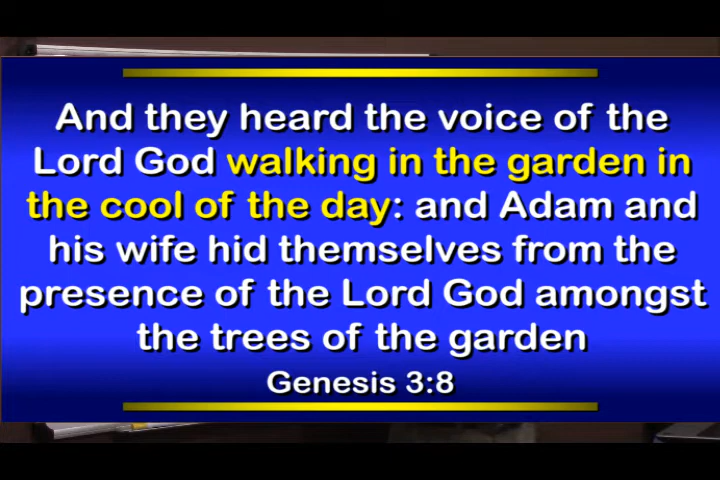 And they heard the voice of the
Lord God walking in the garden in
the cool of the day: and Adam and
his wife hid themselves from the
presence of the Lord God amongst
the trees of the garden
Genesis 3:8